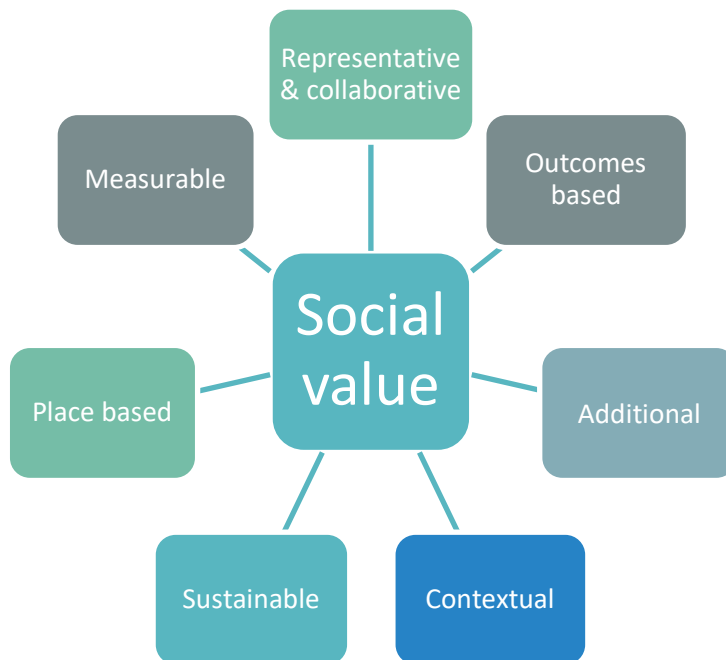 Representative
& collaborative
Measurable
Outcomes
based
Social
value
Place based
Additional
Sustainable
Contextual